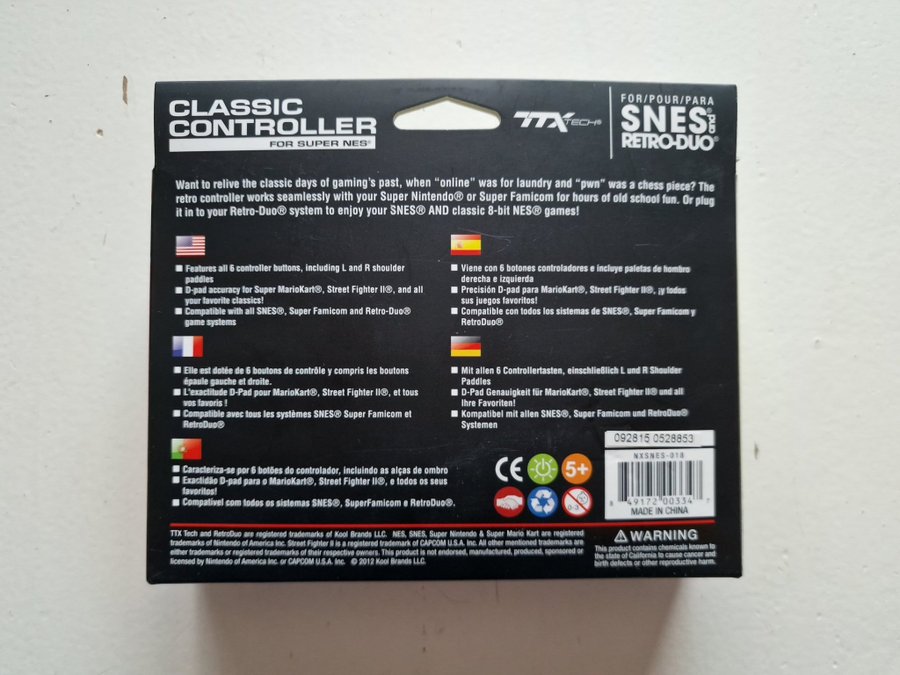 CLASSIC
CONTROLLER
FOR SUPER NES®
TTX TECH®
FOR/POUR/PARA
SNES® and
RETRO-DUO®
Want to relive the classic days of gaming's past, when “online” was for laundry and “pwn” was a chess piece? The
retro controller works seamlessly with your Super Nintendo® or Super Famicom for hours of old school fun. Or plug
it in to your Retro-Duo® system to enjoy your SNES® AND classic 8-bit NES® games!
Features all 6 controller buttons, including L and R shoulder
paddles
D-pad accuracy for Super MarioKart®, Street Fighter II®, and all
your favorite classics!
Compatible with all SNES®, Super Famicom and Retro-Duo®
game systems
Viene con 6 botones controladores e incluye paletas de hombro
derecha e izquierda
Precisión D-pad para MarioKart®, Street Fighter II®, ¡y todos
sus juegos favoritos!
Compatible con todos los sistemas de SNES®, Super Famicom y
RetroDuo®
Elle est dotée de 6 boutons de contrôle y compris les boutons
épaule gauche et droite.
L'exactitude D-Pad pour MarioKart®, Street Fighter II®, et tous
vos favoris !
Compatible avec tous les systèmes SNES® Super Famicom et
RetroDuo®
Mit allen 6 Controllertasten, einschließlich L und R Shoulder
Paddles
D-Pad Genauigkeit für MarioKart®, Street Fighter II® und all
Ihre Favoriten!
Kompatibel mit allen SNES®, Super Famicom und RetroDuo®
Systemen
Caracteriza-se por 6 botões do controlador, incluindo as alças de ombro
Exactidão D-pad para o MarioKart®, Street Fighter II®, e todos os seus
favoritos!
Compatível com todos os sistemas SNES®, SuperFamicom e RetroDuo®.
CE
5+
0-3
092815 0528853
NXSNES-018
8 49172 00334 7
MADE IN CHINA
TTX Tech and RetroDuo are registered trademarks of Kool Brands LLC. NES, SNES, Super Nintendo & Super Mario Kart are registered
trademarks of Nintendo of America Inc. Street Fighter II is a registered trademark of CAPCOM U.S.A. Inc. All other mentioned trademarks are
either trademarks or registered trademarks of their respective owners. This product is not endorsed, manufactured, produced, sponsored or
licensed by Nintendo of America Inc. or CAPCOM U.S.A. Inc. © 2012 Kool Brands LLC.
WARNING
This product contains chemicals known to
the state of California to cause cancer and
birth defects or other reproductive harm.